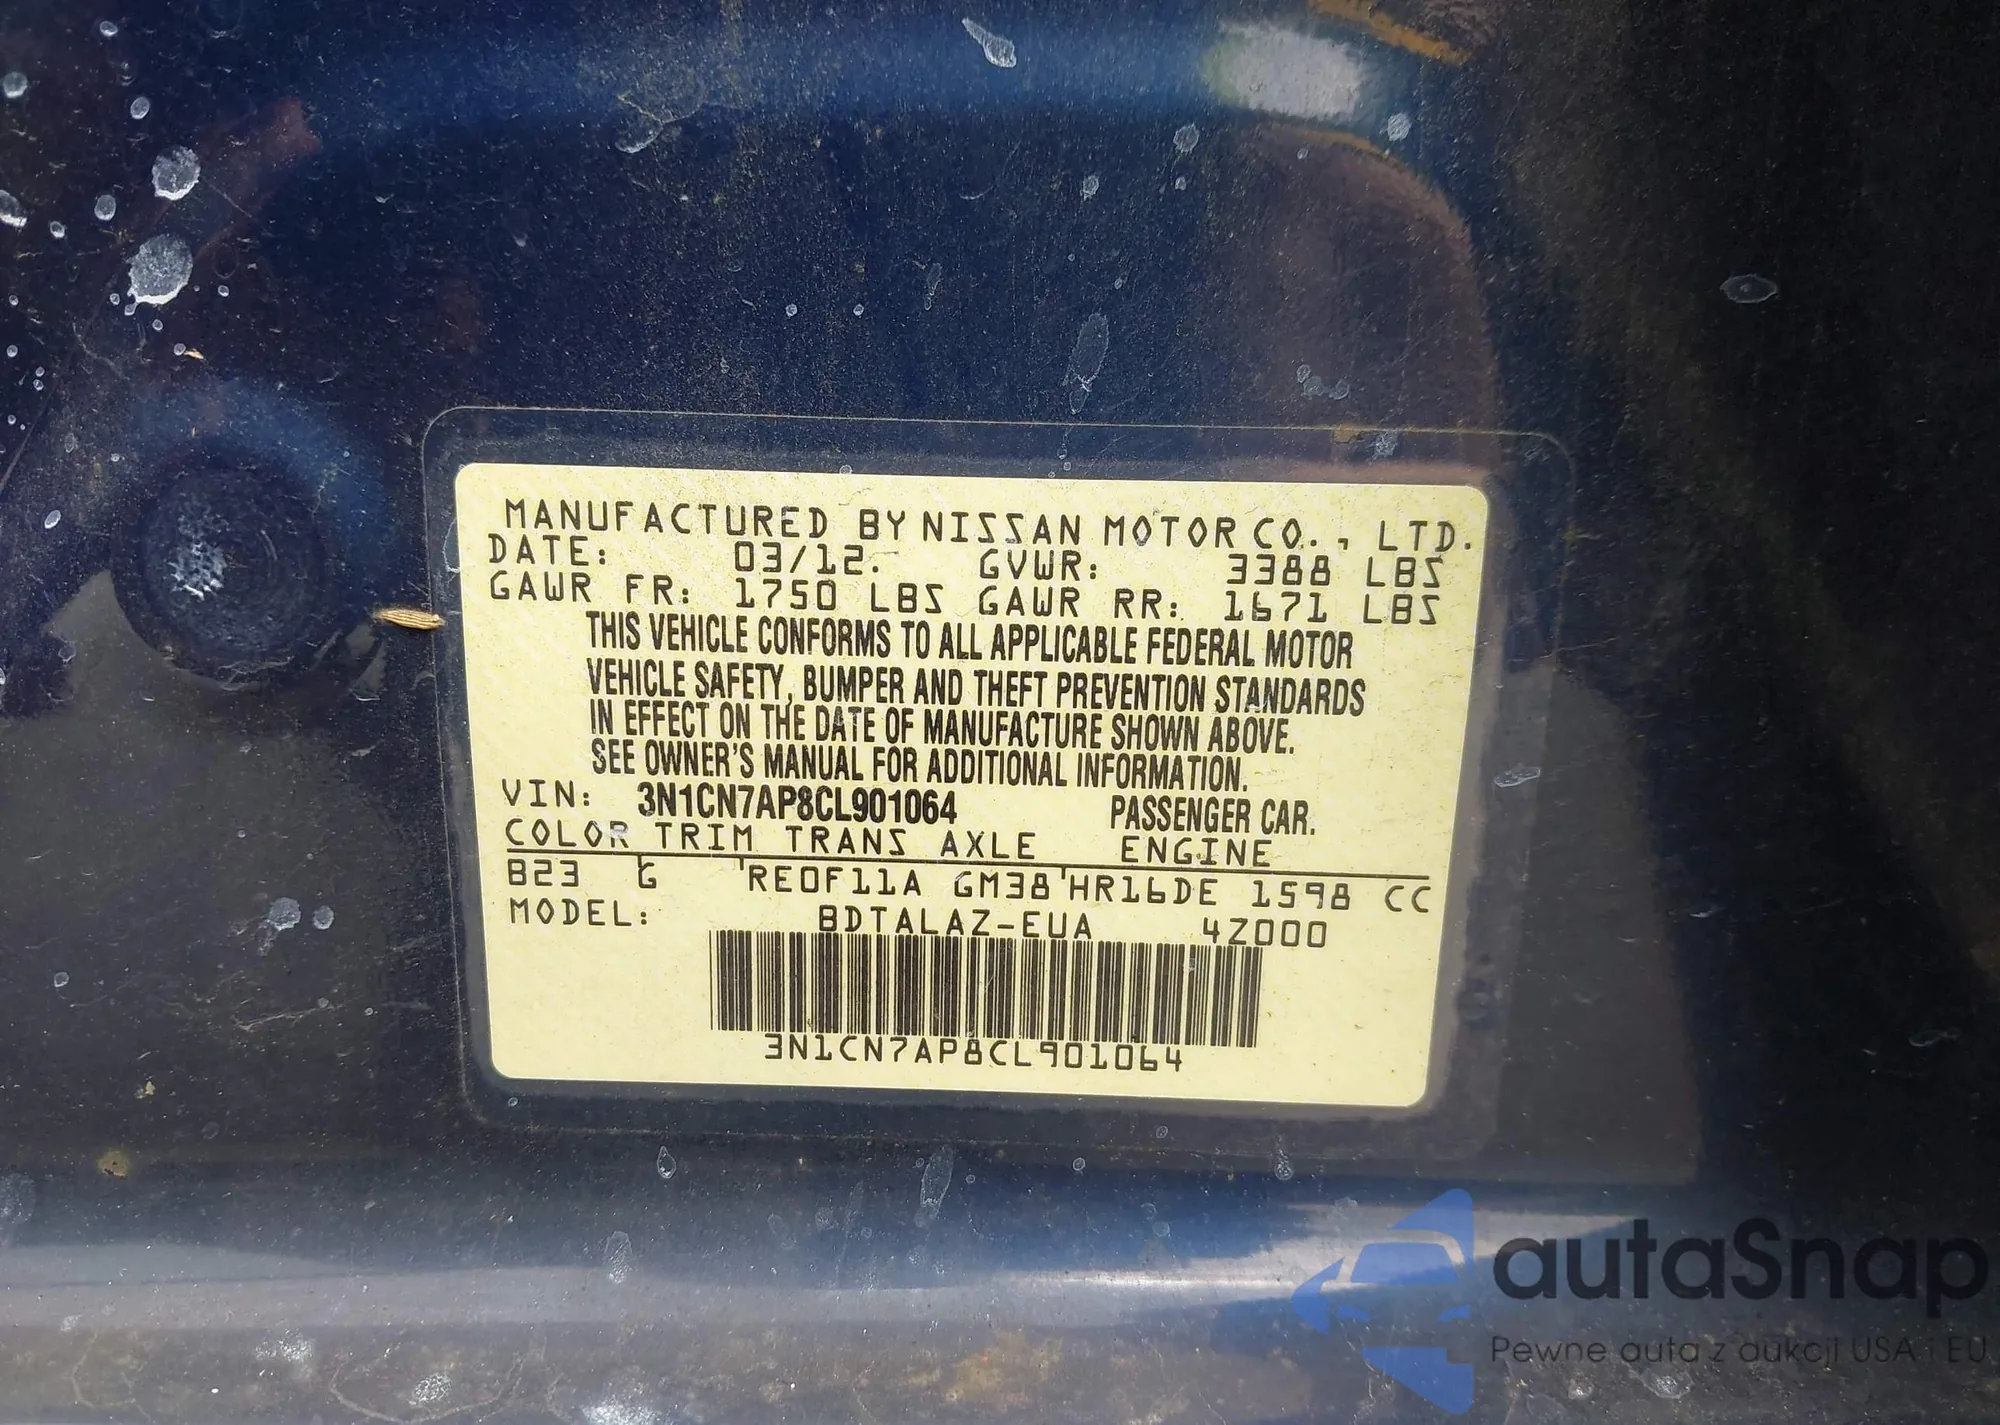 MANUFACTURED BY NISSAN MOTOR CO., LTD.
DATE: 03/12. GVWR: 3388 LBS
GAWR FR: 1750 LBS GAWR RR: 1671 LBS
THIS VEHICLE CONFORMS TO ALL APPLICABLE FEDERAL MOTOR
VEHICLE SAFETY, BUMPER AND THEFT PREVENTION STANDARDS
IN EFFECT ON THE DATE OF MANUFACTURE SHOWN ABOVE.
SEE OWNER'S MANUAL FOR ADDITIONAL INFORMATION.
VIN: 3N1CN7AP8CL901064 PASSENGER CAR.
COLOR TRIM TRANS AXLE ENGINE
B23 G RE0F11A GM38 HR16DE 1598 CC
MODEL: BDTALAZ-EUA 4Z000
3N1CN7AP8CL901064
autaSnap
Pewne auta z aukcji USA i EU